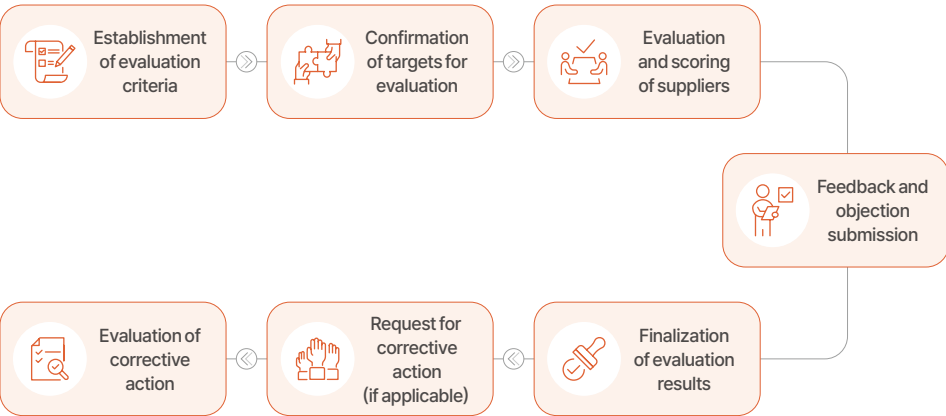 Establishment
of evaluation
criteria
Confirmation
of targets for
evaluation
Evaluation
and scoring
of suppliers
Feedback and
objection
submission
Finalization
of evaluation
results
Request for
corrective
action
(if applicable)
Evaluation of
corrective
action